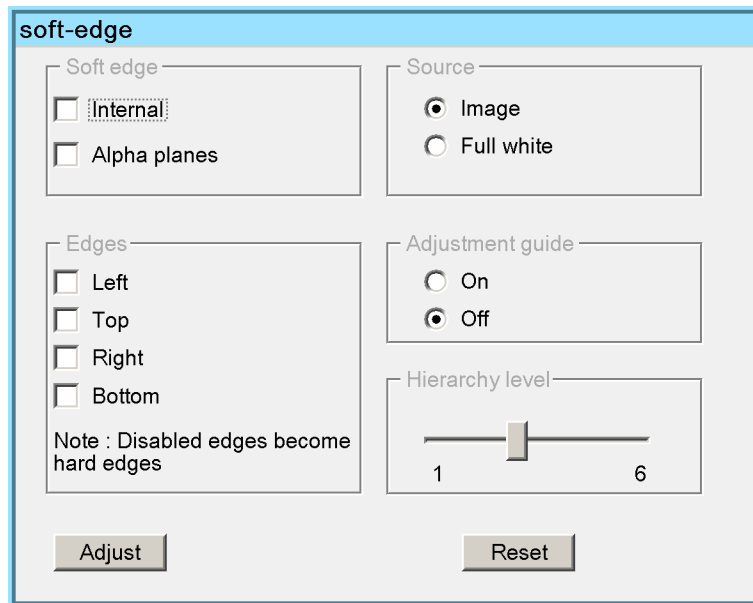 soft-edge
Soft edge
Internal
Alpha planes
Source
Image
Full white
Edges
Left
Top
Right
Bottom
Note : Disabled edges become
hard edges
Adjustment guide
On
Off
Hierarchy level
1 6
Adjust
Reset